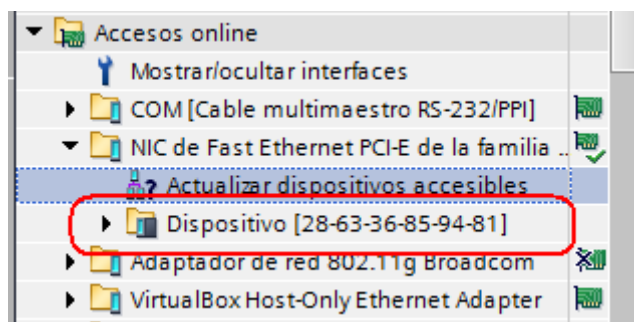 Accesos online
Mostrar/ocultar interfaces
COM [Cable multimaestro RS-232/PPI]
NIC de Fast Ethernet PCI-E de la familia ..
Actualizar dispositivos accesibles
Dispositivo [28-63-36-85-94-81]
Adaptador de red 802.11g Broadcom
VirtualBox Host-Only Ethernet Adapter